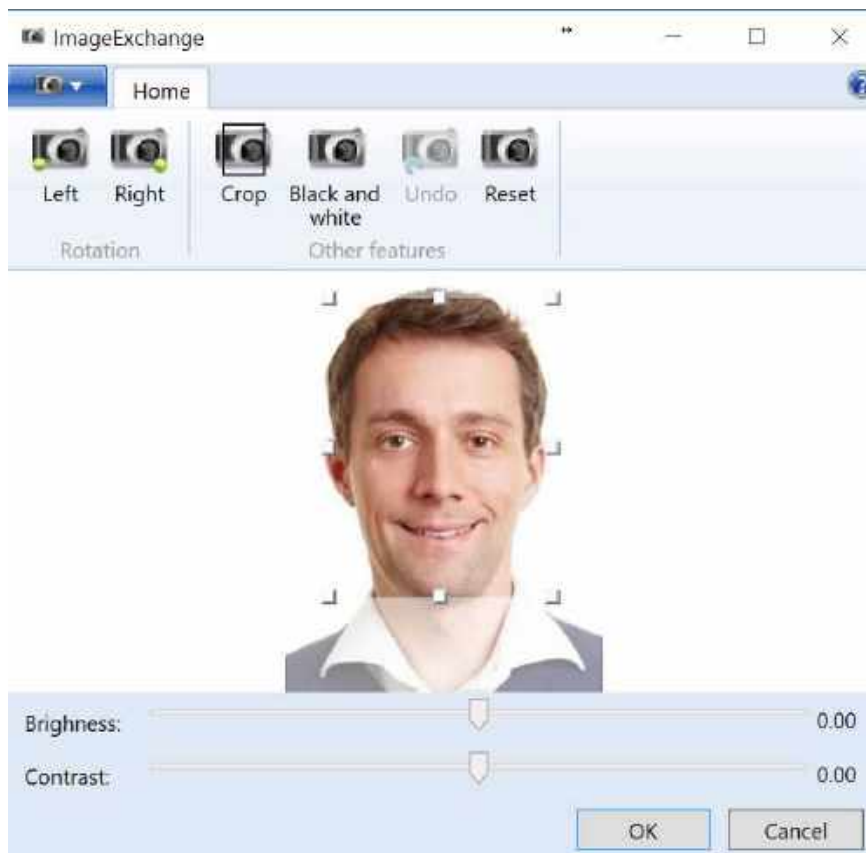 ImageExchange
Home
Left Right Crop Black and white Undo Reset
Rotation Other features
Brighness: 0.00
Contrast: 0.00
OK Cancel